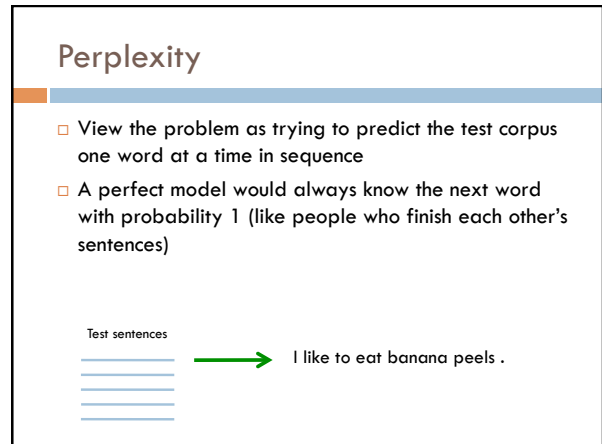 Perplexity
View the problem as trying to predict the test corpus
one word at a time in sequence
A perfect model would always know the next word
with probability 1 (like people who finish each other's
sentences)
Test sentences
I like to eat banana peels .